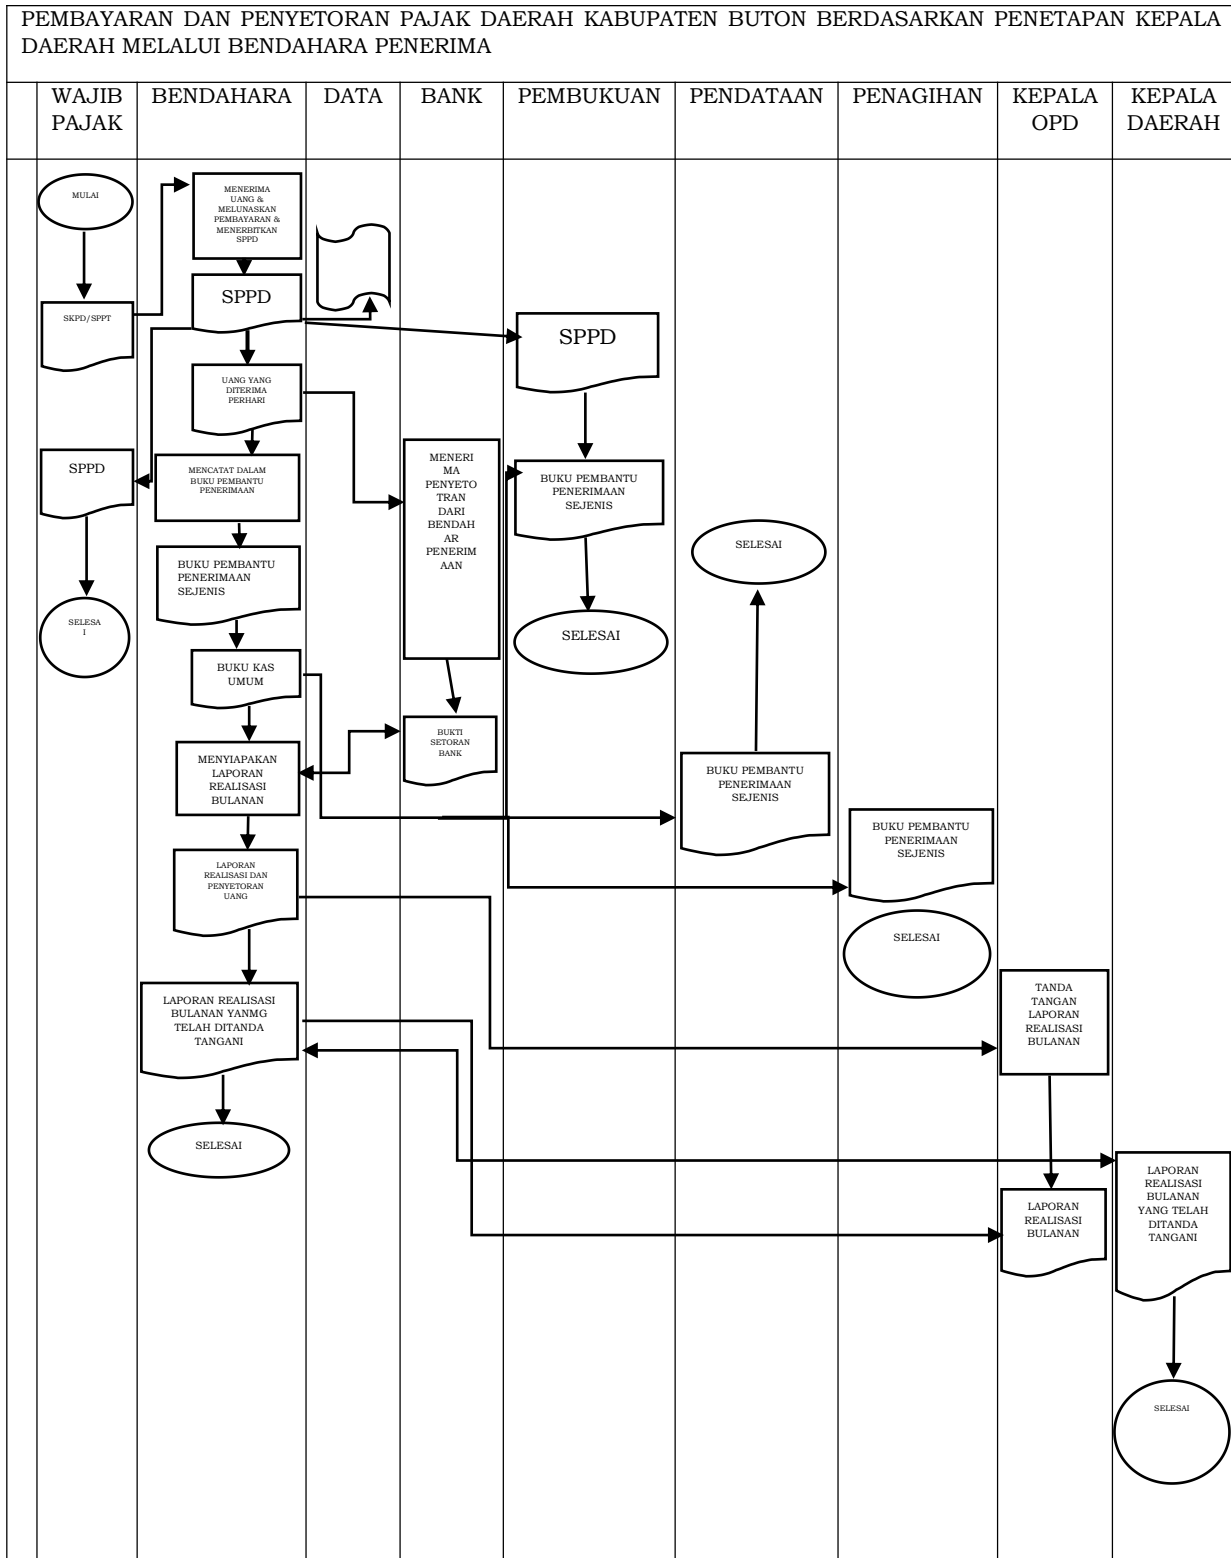 PEMBAYARAN DAN PENYETORAN PAJAK DAERAH KABUPATEN BUTON BERDASARKAN PENETAPAN KEPALA
DAERAH MELALUI BENDAHARA PENERIMA
WAJIB
PAJAK
BENDAHARA
DATA
BANK
PEMBUKUAN
PENDATAAN
PENAGIHAN
KEPALA
OPD
KEPALA
DAERAH
MULAI
SKPD/SPPT
SPPD
SELESA
I
MENERIMA
UANG &
MELUNASKAN
PEMBAYARAN &
MENERBITKAN
SPPD
SPPD
UANG YANG
DITERIMA
PERHARI
MENCATAT DALAM
BUKU PEMBANTU
PENERIMAAN
BUKU PEMBANTU
PENERIMAAN
SEJENIS
BUKU KAS
UMUM
MENYIAPAKAN
LAPORAN
REALISASI
BULANAN
LAPORAN
REALISASI DAN
PENYETORAN
UANG
LAPORAN REALISASI
BULANAN YANMG
TELAH DITANDA
TANGANI
SELESAI
MENERI
MA
PENYETO
TRAN
DARI
BENDAH
AR
PENERIM
AAN
BUKTI
SETORAN
BANK
SPPD
BUKU PEMBANTU
PENERIMAAN
SEJENIS
SELESAI
SELESAI
BUKU PEMBANTU
PENERIMAAN
SEJENIS
BUKU PEMBANTU
PENERIMAAN
SEJENIS
SELESAI
TANDA
TANGAN
LAPORAN
REALISASI
BULANAN
LAPORAN
REALISASI
BULANAN
LAPORAN
REALISASI
BULANAN
YANG TELAH
DITANDA
TANGANI
SELESAI